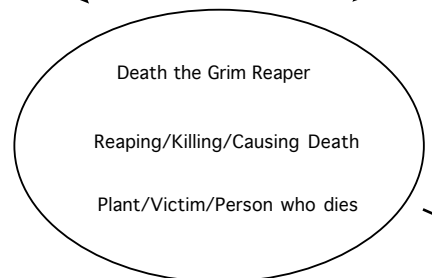 Death the Grim Reaper
Reaping/Killing/Causing Death
Plant/Victim/Person who dies